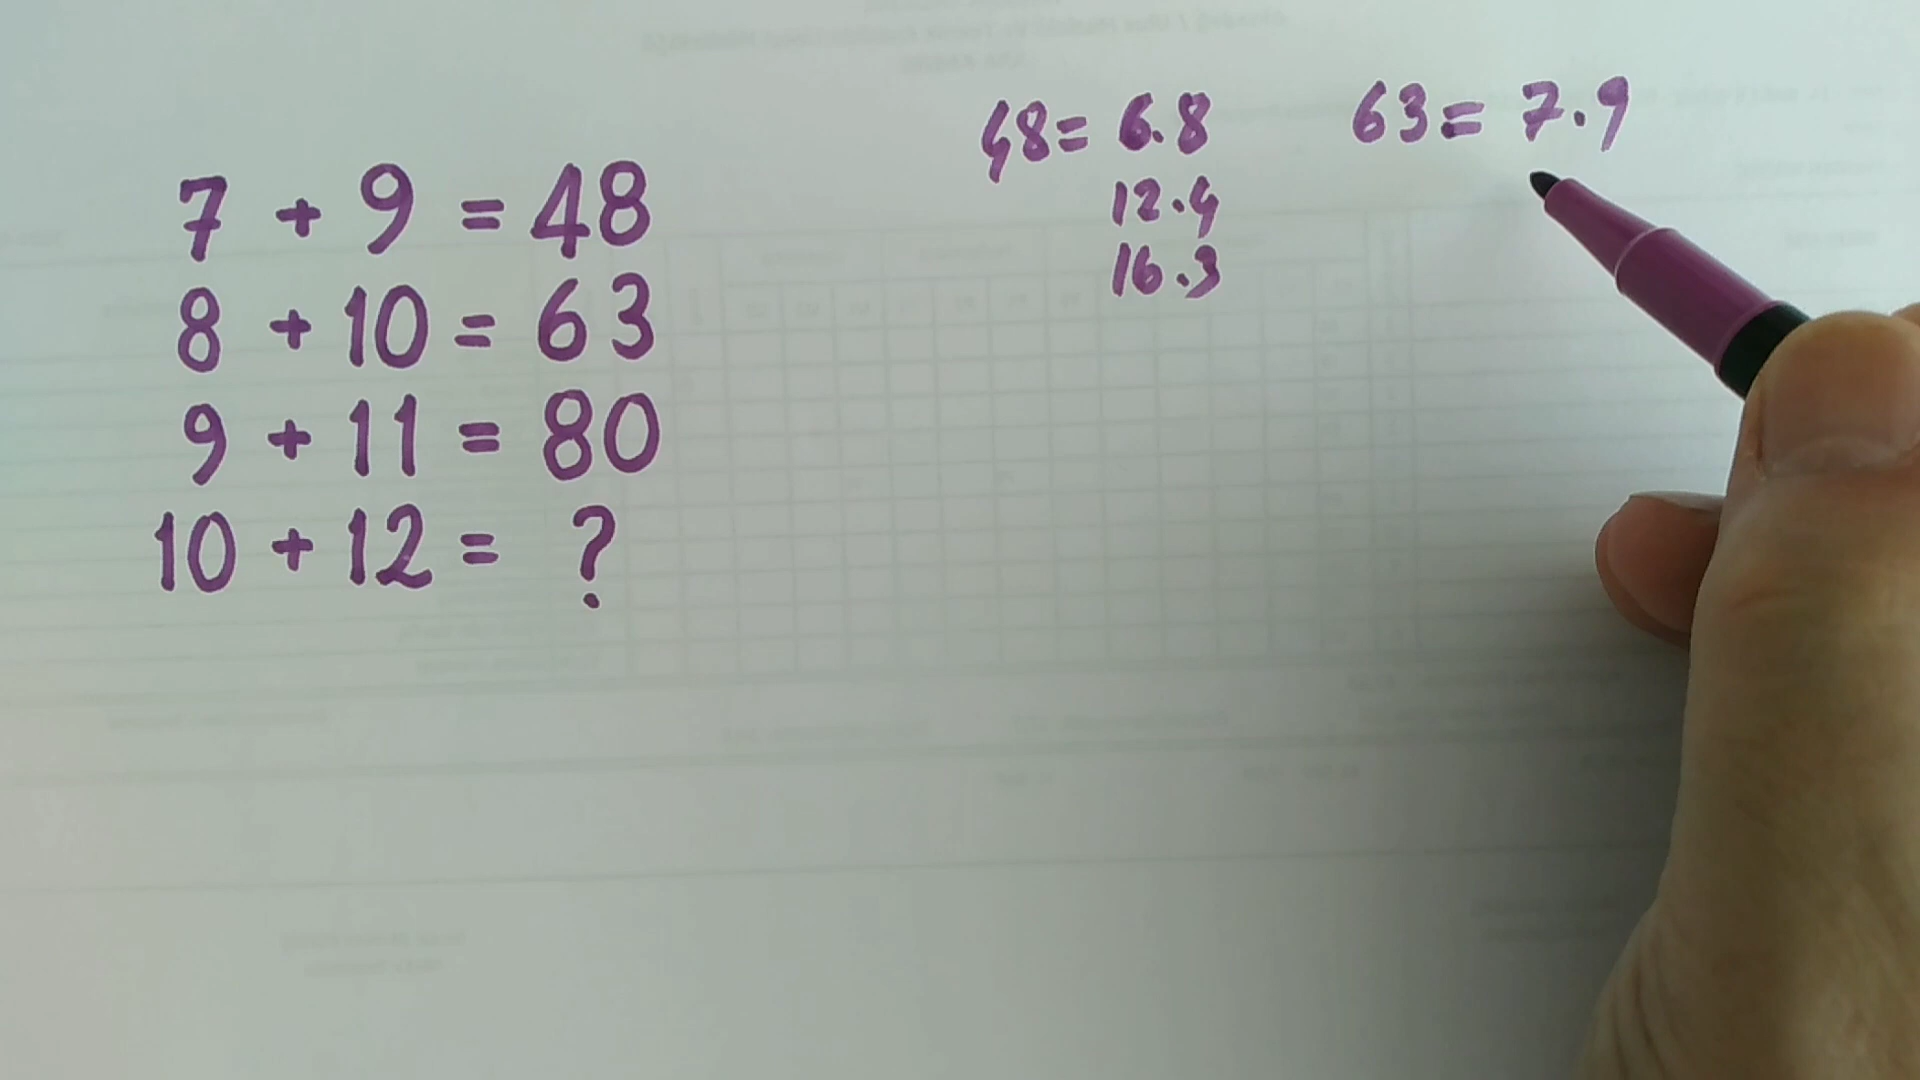 7 + 9 = 48
8 + 10 = 63
9 + 11 = 80
10 + 12 = ?
48 = 6.8
12.4
16.3
63 = 7.9